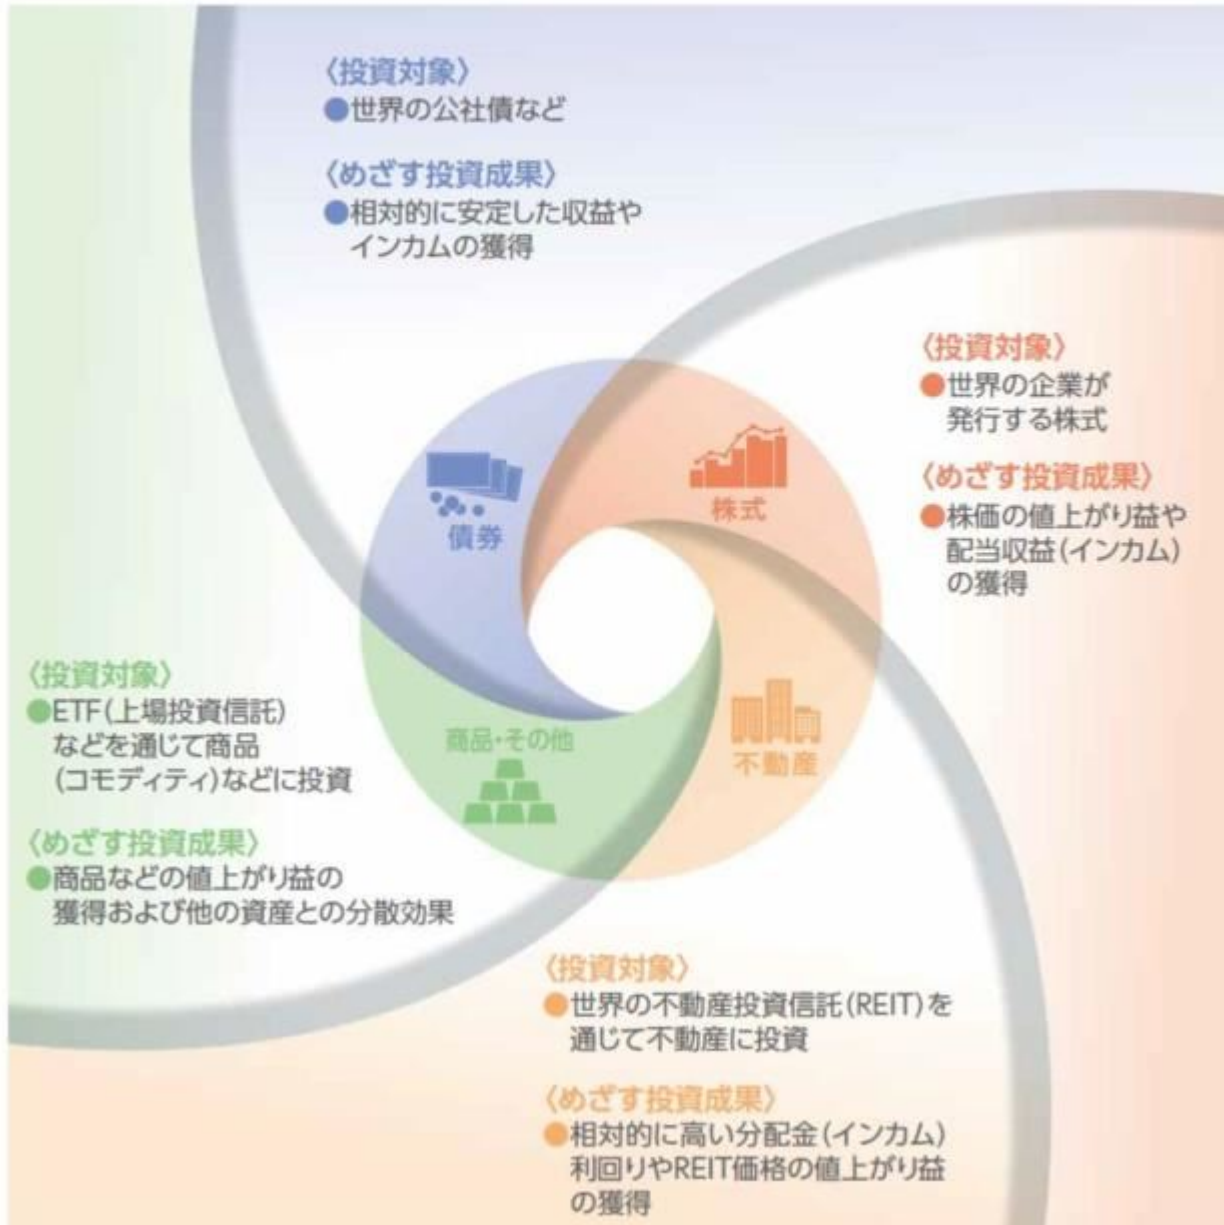 〈投資対象〉
●世界の公社債など
〈めざす投資成果〉
●相対的に安定した収益や
インカムの獲得
〈投資対象〉
●世界の企業が
発行する株式
〈めざす投資成果〉
●株価の値上がり益や
配当収益(インカム)
の獲得
債券
株式
商品・その他
不動産
〈投資対象〉
●ETF(上場投資信託)
などを通じて商品
(コモディティ)などに投資
〈めざす投資成果〉
●商品などの値上がり益の
獲得および他の資産との分散効果
〈投資対象〉
●世界の不動産投資信託(REIT)を
通じて不動産に投資
〈めざす投資成果〉
●相対的に高い分配金(インカム)
利回りやREIT価格の値上がり益
の獲得